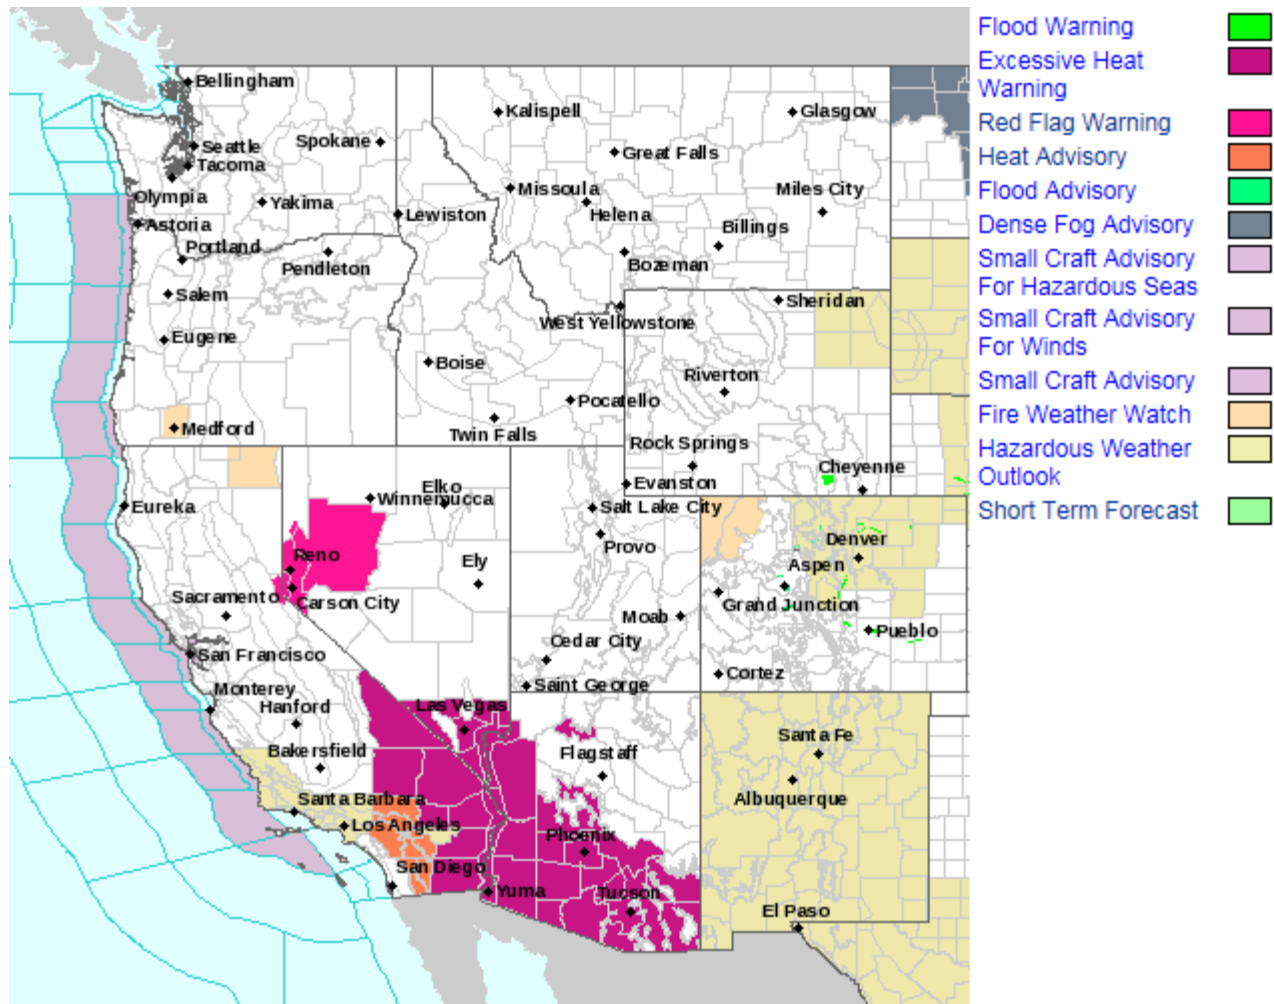 Bellingham
Kalispell
Glasgow
Seattle
Spokane
Great Falls
Tacoma
Missoula
Miles City
Olympia
Yakima
Lewiston
Helena
Astoria
Billings
Portland
Pendleton
Bozeman
Salem
Sheridan
West Yellowstone
Eugene
Boise
Riverton
Pocatello
Medford
Twin Falls
Rock Springs
Cheyenne
Elko
Evanston
Winnemucca
Eureka
Salt Lake City
Provo
Denver
Reno
Ely
Aspen
Sacramento
Carson City
Grand Junction
Moab
Pueblo
Cedar City
San Francisco
Cortez
Saint George
Monterey
Hanford
Las Vegas
Santa Fe
Bakersfield
Flagstaff
Santa Barbara
Albuquerque
Los Angeles
Phoenix
San Diego
Yuma
Tucson
El Paso
Flood Warning
Excessive Heat
Warning
Red Flag Warning
Heat Advisory
Flood Advisory
Dense Fog Advisory
Small Craft Advisory
For Hazardous Seas
Small Craft Advisory
For Winds
Small Craft Advisory
Fire Weather Watch
Hazardous Weather
Outlook
Short Term Forecast